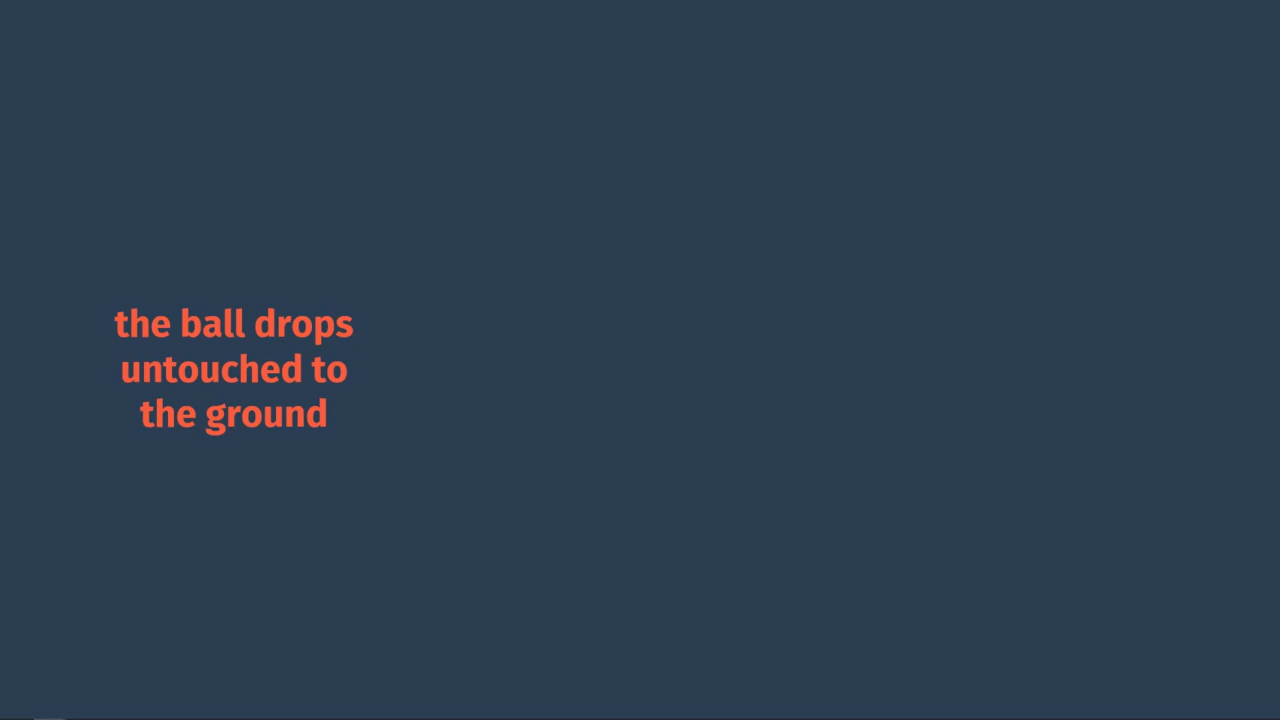 the ball drops
untouched to
the ground